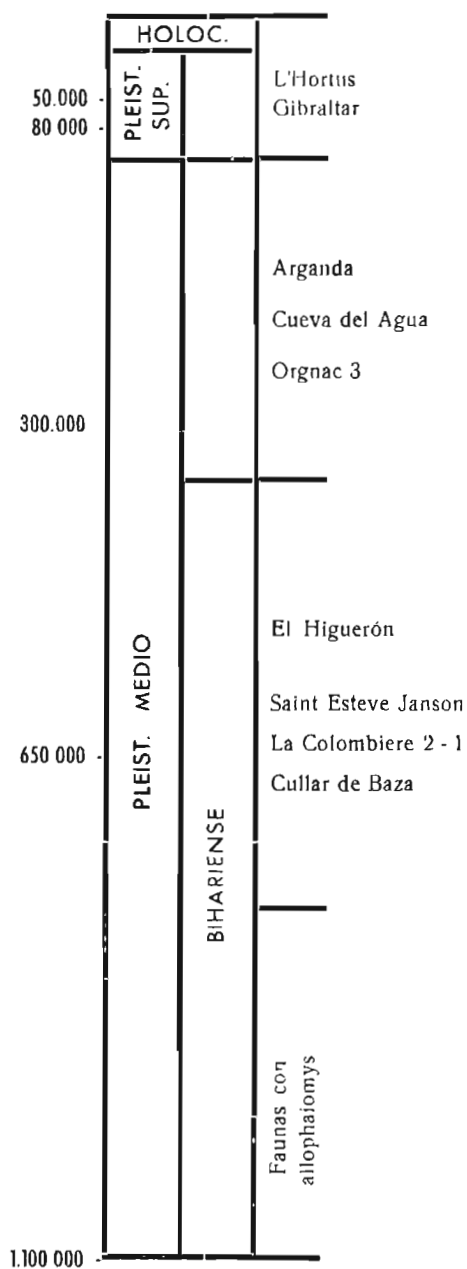 HOLOC.
PLEIST.
SUP.
50.000
80 000
L'Hortus
Gibraltar
Arganda
Cueva del Agua
Orgnac 3
300.000
El Higuerón
PLEIST. MEDIO
Saint Esteve Janson
650 000
La Colombiere 2 - 1
Cullar de Baza
BIHARIENSE
Faunas con
allophaiomys
1.100 000